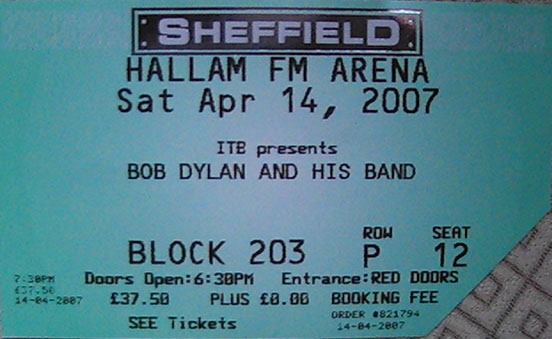 SHEFFIELD
HALLAM FM ARENA
Sat Apr 14, 2007
ITB presents
BOB DYLAN AND HIS BAND
ROW SEAT
BLOCK 203 P 12
7:30PM Doors Open:6:30PM Entrance:RED DOORS
£37.50
14-04-2007 £37.50 PLUS £0.00 BOOKING FEE
SEE Tickets ORDER #821794
14-04-2007